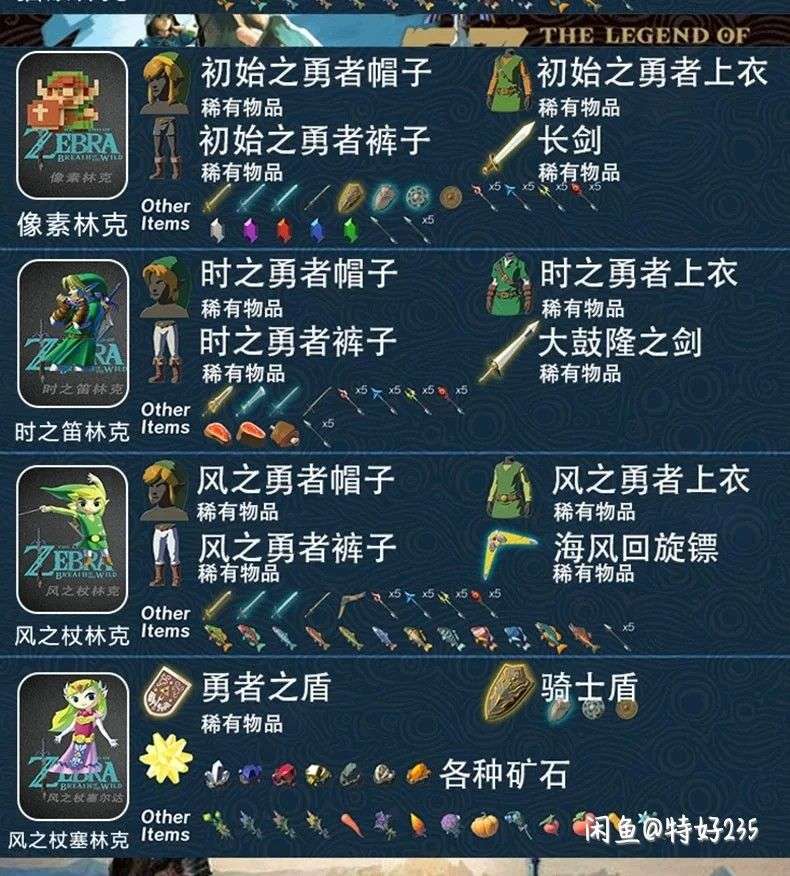 THE LEGEND OF
初始之勇者帽子
稀有物品
初始之勇者上衣
稀有物品
初始之勇者裤子
稀有物品
长剑
稀有物品
ZEBRA
BREATH OF THE WILD
像素林克
像素林克
Other
Items
x5 x5 x5 x5
x5
时之勇者帽子
稀有物品
时之勇者上衣
稀有物品
时之勇者裤子
稀有物品
大鼓隆之剑
稀有物品
时之笛林克
时之笛林克
Other
Items
x5 x5 x5 x5
x5
风之勇者帽子
稀有物品
风之勇者上衣
稀有物品
风之勇者裤子
稀有物品
海风回旋镖
稀有物品
ZEBRA
BREATH OF THE WILD
风之杖林克
风之杖林克
Other
Items
x5 x5 x5 x5
x5
勇者之盾
稀有物品
骑士盾
各种矿石
ZEBRA
BREATH OF THE WILD
风之杖塞尔达
风之杖塞林克
Other
Items
闲鱼@特好235